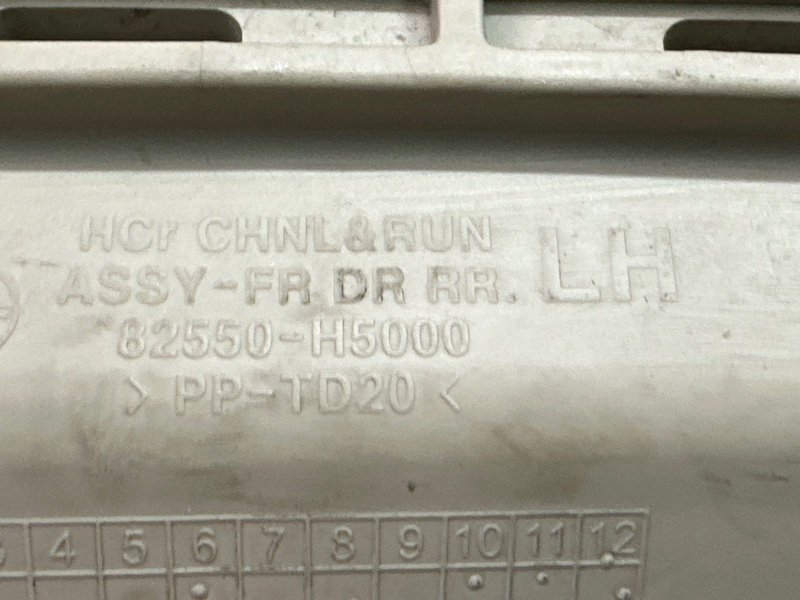 HCr CHNL&RUN
ASSY-FR DR RR. LH
82550-H5000
> PP-TD20 <
4 5 6 7 8 9 10 11 12